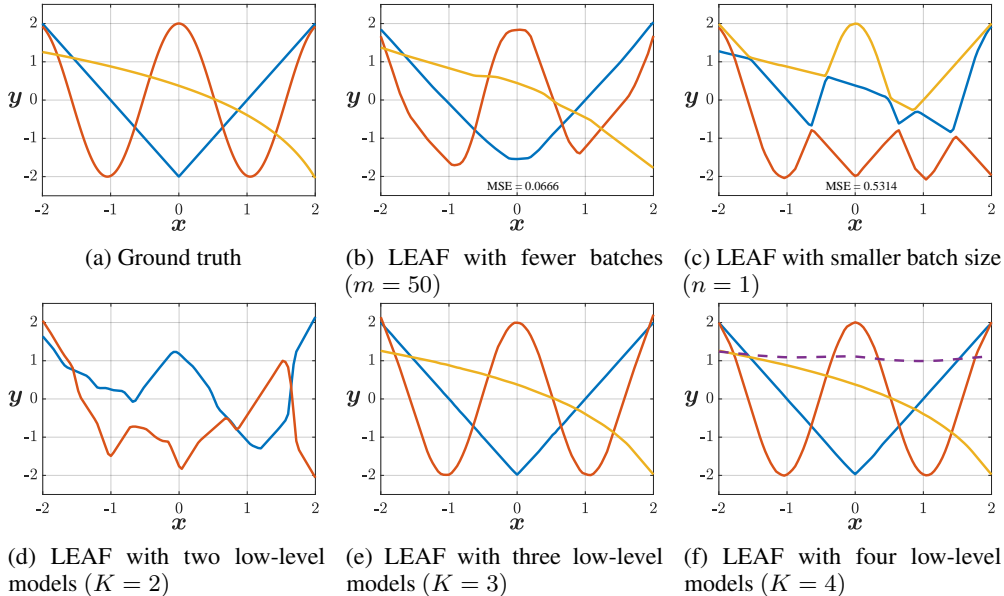 2
1
y 0
-1
-2
-2 -1 0 1 2
x
(a) Ground truth
2
1
y 0
-1
-2
MSE = 0.0666
-2 -1 0 1 2
x
(b) LEAF with fewer batches
(m = 50)
2
1
y 0
-1
-2
MSE = 0.5314
-2 -1 0 1 2
x
(c) LEAF with smaller batch size
(n = 1)
2
1
y 0
-1
-2
-2 -1 0 1 2
x
(d) LEAF with two low-level
models (K = 2)
2
1
y 0
-1
-2
-2 -1 0 1 2
x
(e) LEAF with three low-level
models (K = 3)
2
1
y 0
-1
-2
-2 -1 0 1 2
x
(f) LEAF with four low-level
models (K = 4)